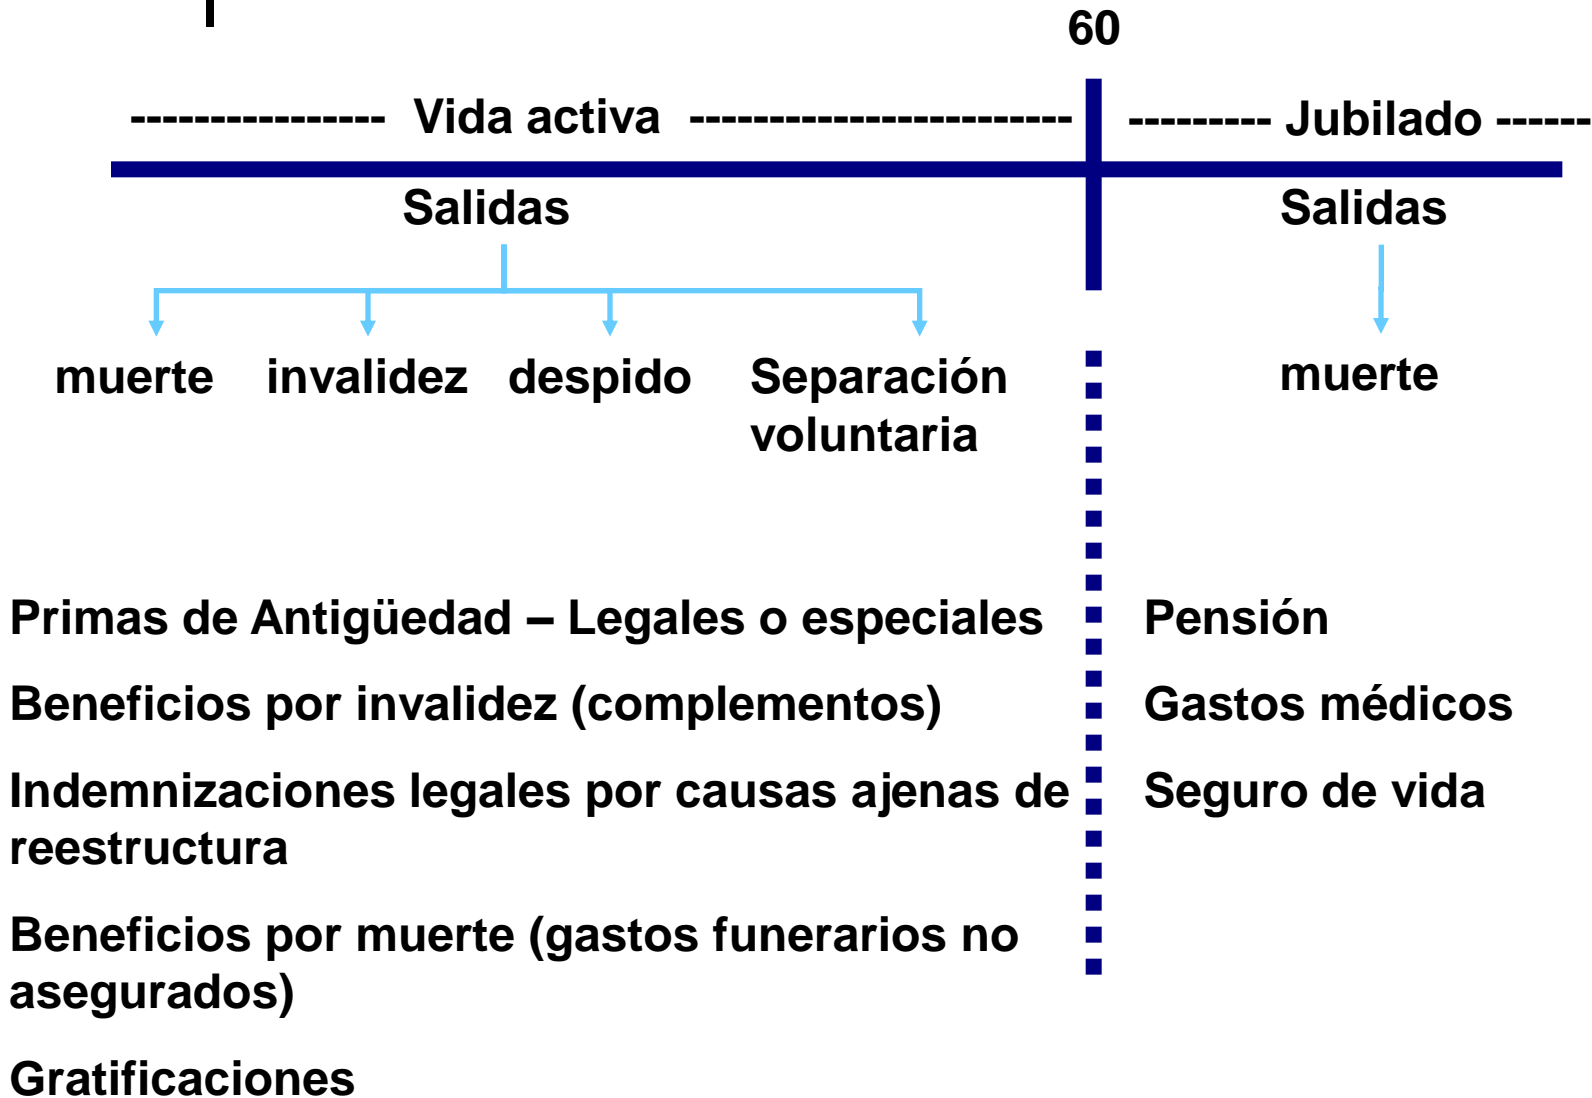 60
---------------- Vida activa ------------------------ --------- Jubilado ------
Salidas Salidas
muerte invalidez despido Separación voluntaria muerte
Primas de Antigüedad – Legales o especiales
Beneficios por invalidez (complementos)
Indemnizaciones legales por causas ajenas de
reestructura
Beneficios por muerte (gastos funerarios no
asegurados)
Gratificaciones
Pensión
Gastos médicos
Seguro de vida